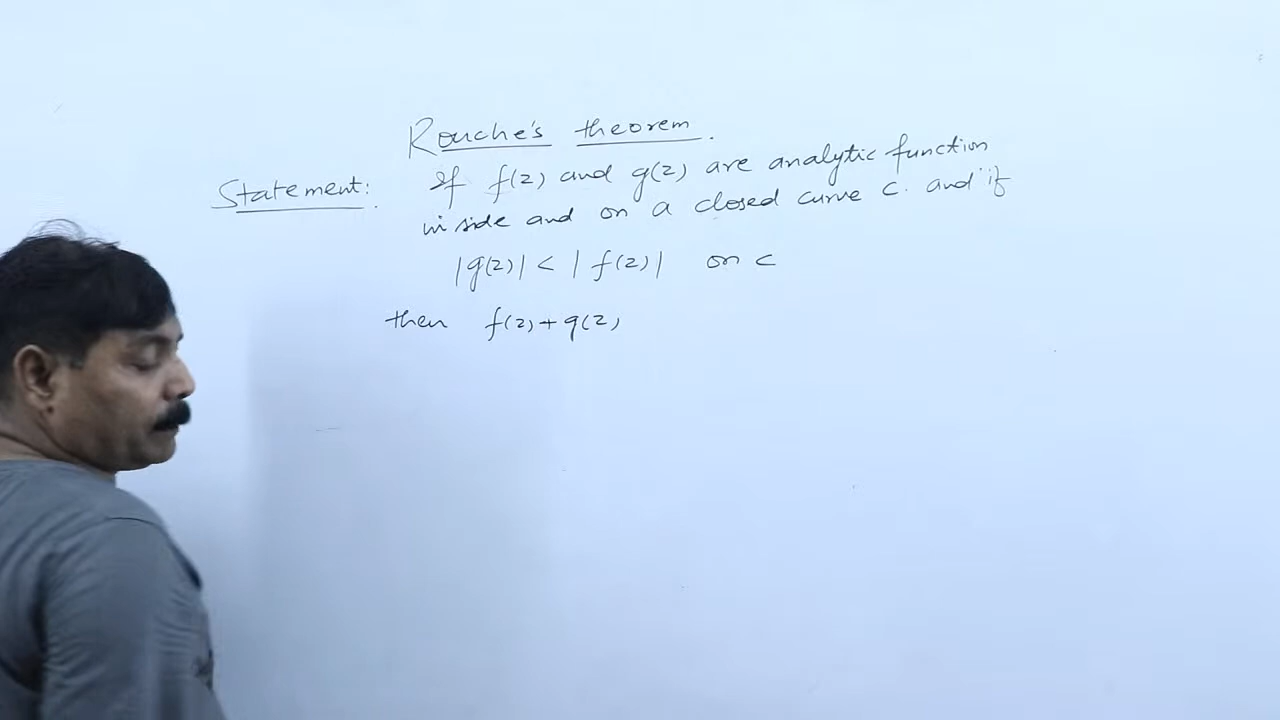 Rouche's theorem.
Statement: If f(z) and g(z) are analytic function
inside and on a closed curve c. and if
|g(z)| < |f(z)| on c
then f(z)+g(z)